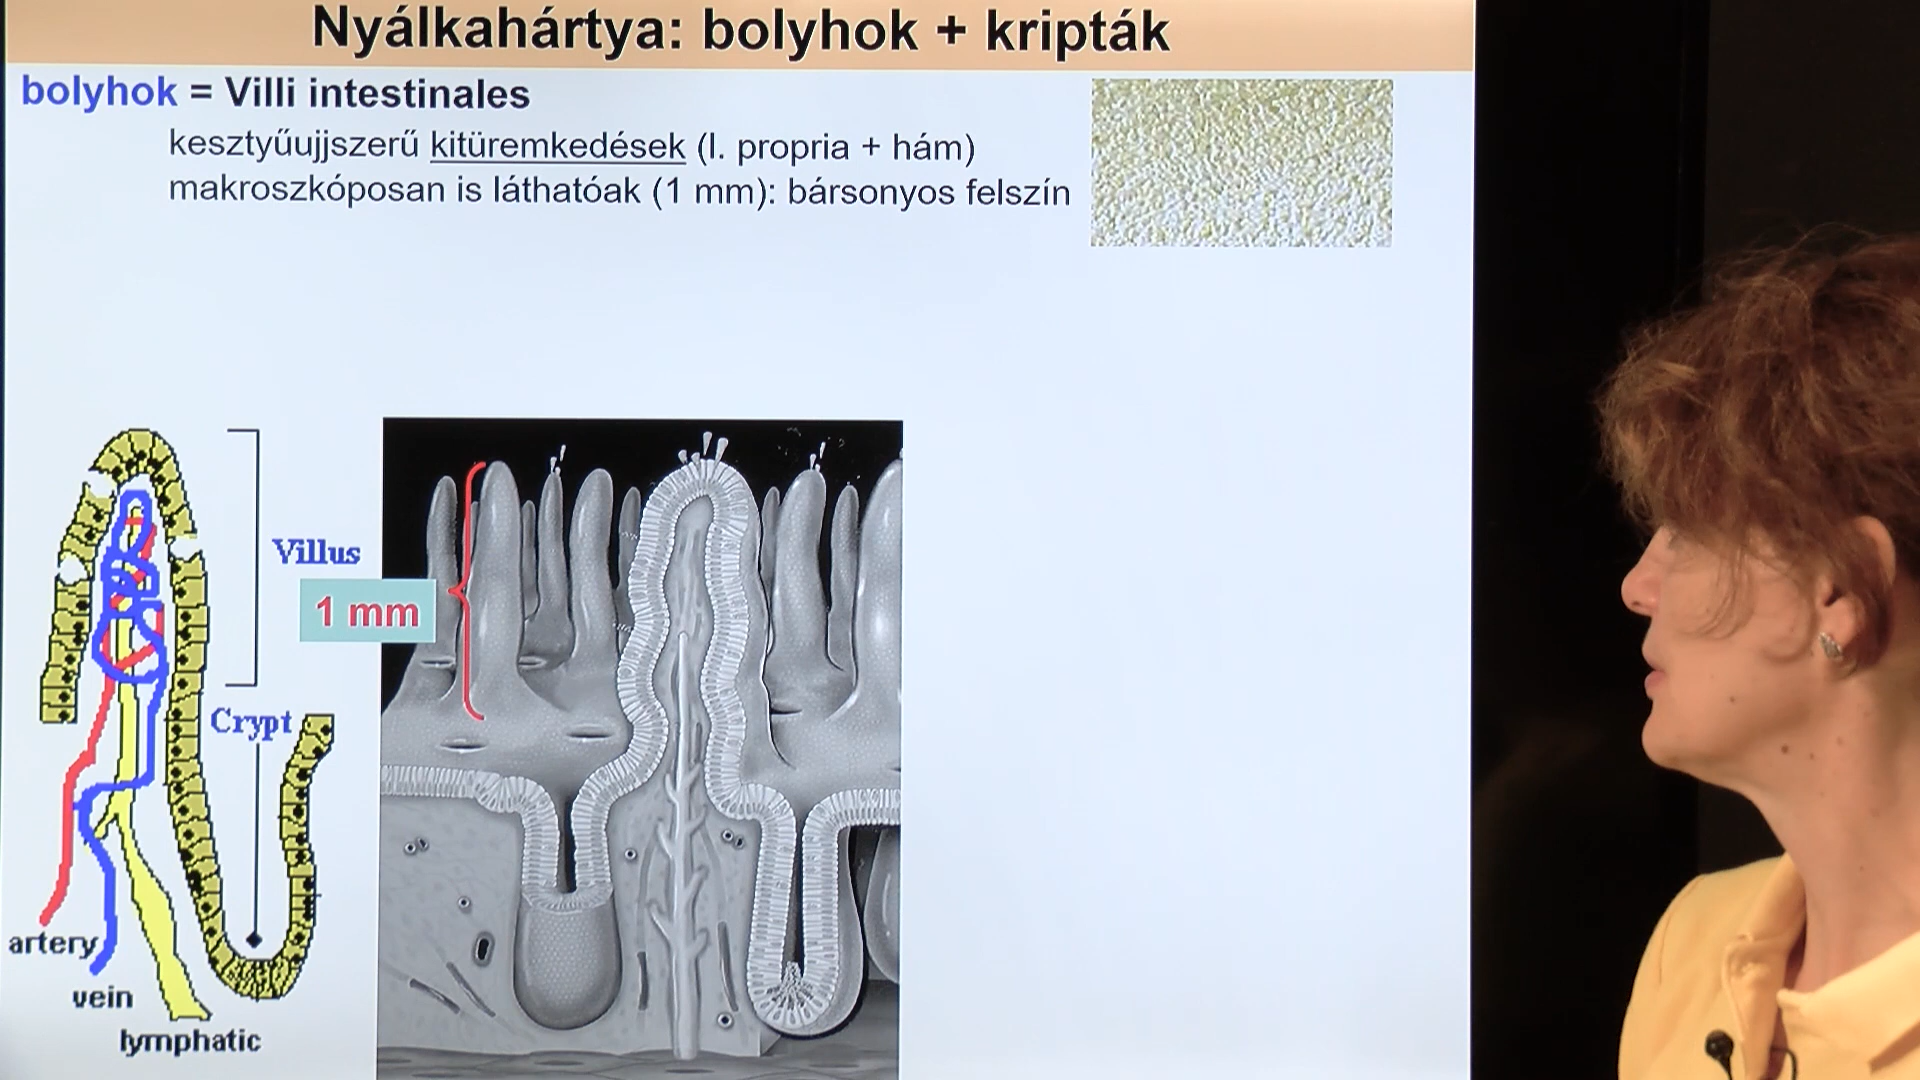 Nyálkahártya: bolyhok + kripták
bolyhok = Villi intestinales
kesztyűujjszerű kitüremkedések (l. propria + hám)
makroszkóposan is láthatóak (1 mm): bársonyos felszín
Villus
1 mm
Crypt
artery
vein
lymphatic